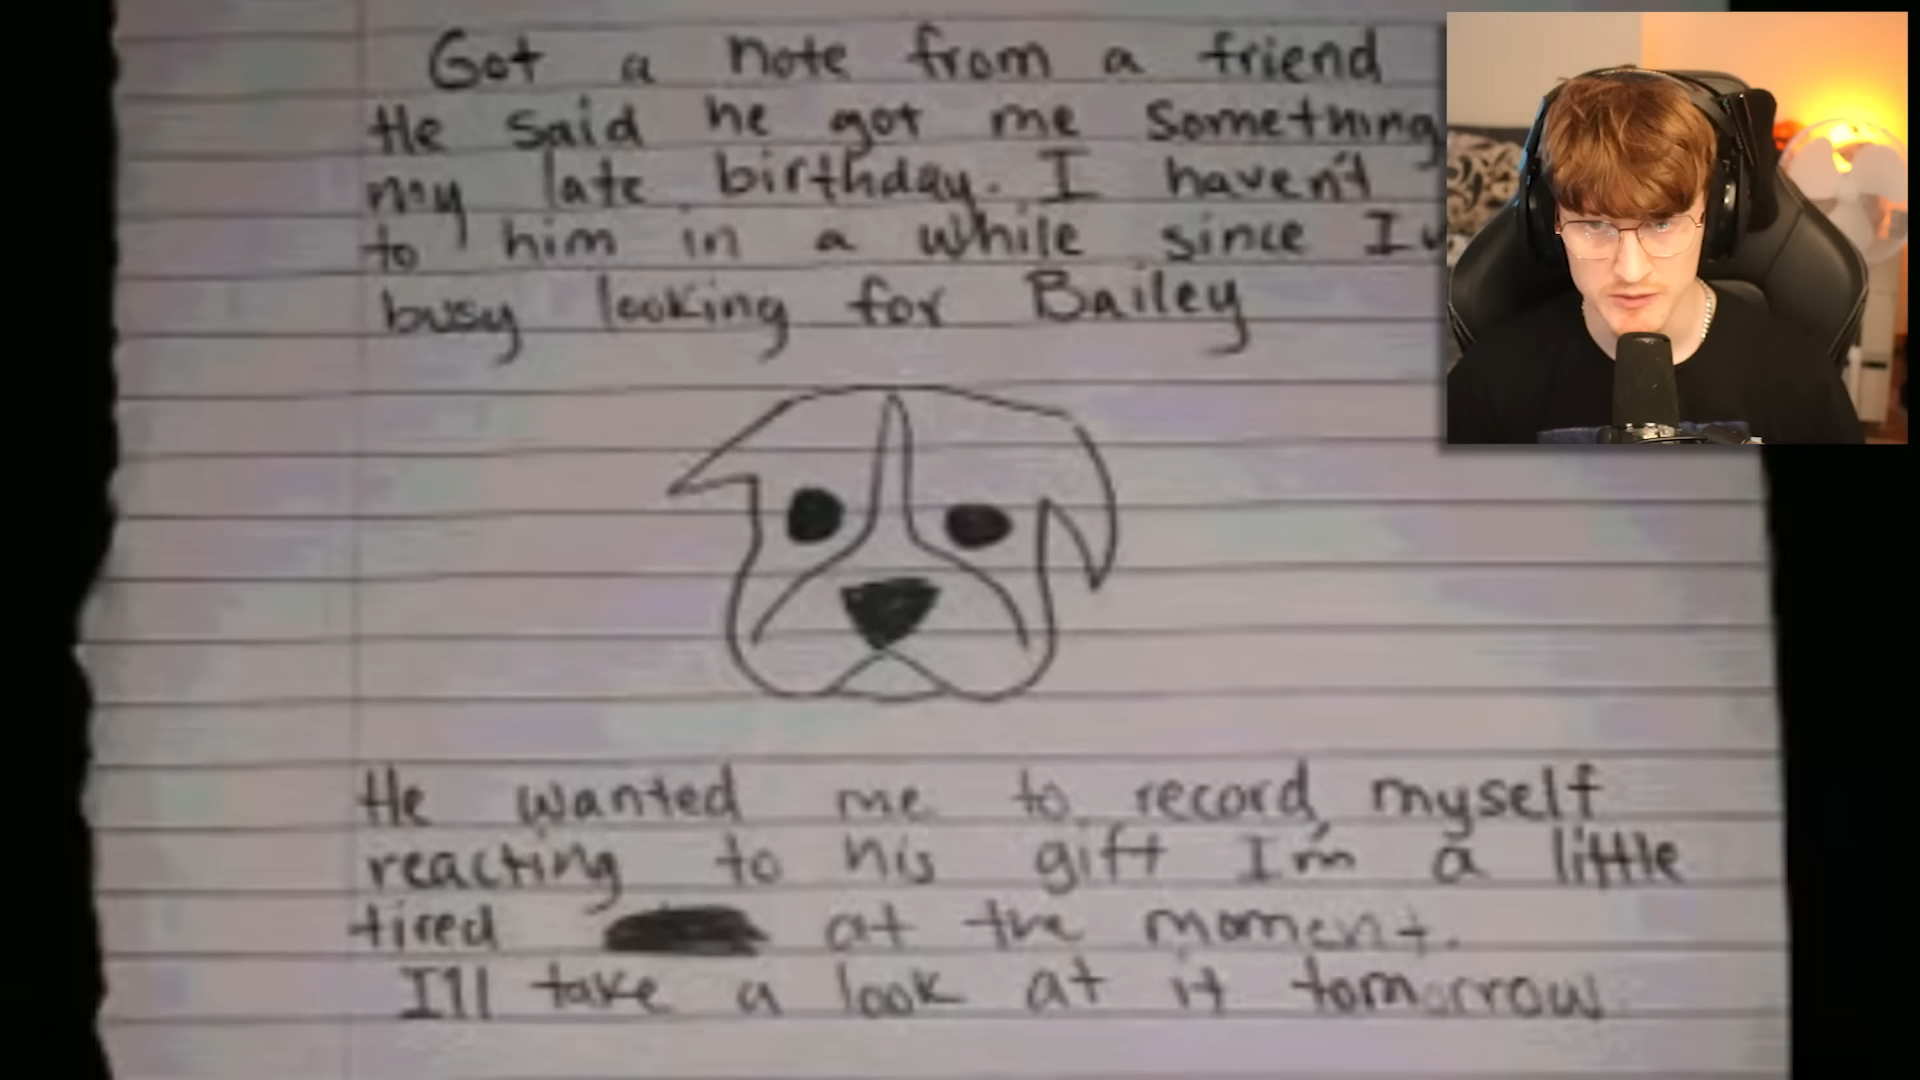 Got a note from a friend
He said he got me something
my late birthday. I haven't
to him in a while since
busy looking for Bailey
He wanted me to record myself
reacting to his gift I'm a little
tired at the moment.
I'll take a look at it tomorrow